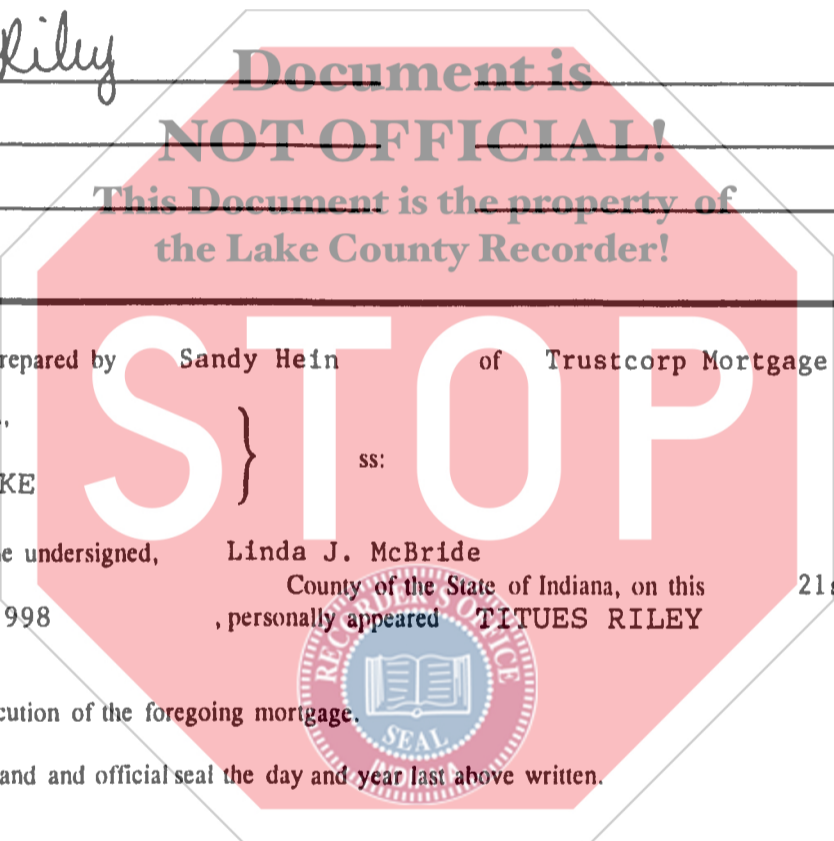 Riley
Document is
NOT OFFICIAL!
This Document is the property of
the Lake County Recorder!
STOP
repared by Sandy Hein of Trustcorp Mortgage
ss:
KE
e undersigned, Linda J. McBride
County of the State of Indiana, on this 21s
998 , personally appeared TITUES RILEY
cution of the foregoing mortgage.
and and official seal the day and year last above written.
RECORDER'S OFFICE
SEAL
INDIANA